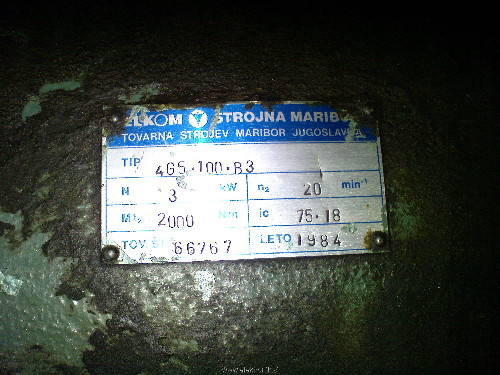 ELKOM STROJNA MARIBOR
TOVARNA STROJEV MARIBOR JUGOSLAVIJA
TIP 4GS·100·B3
N 3 kW n₂ 20 min⁻¹
Mt₂ 2000 Nm ic 75·18
TOV. ŠT. 66767 LETO 1984